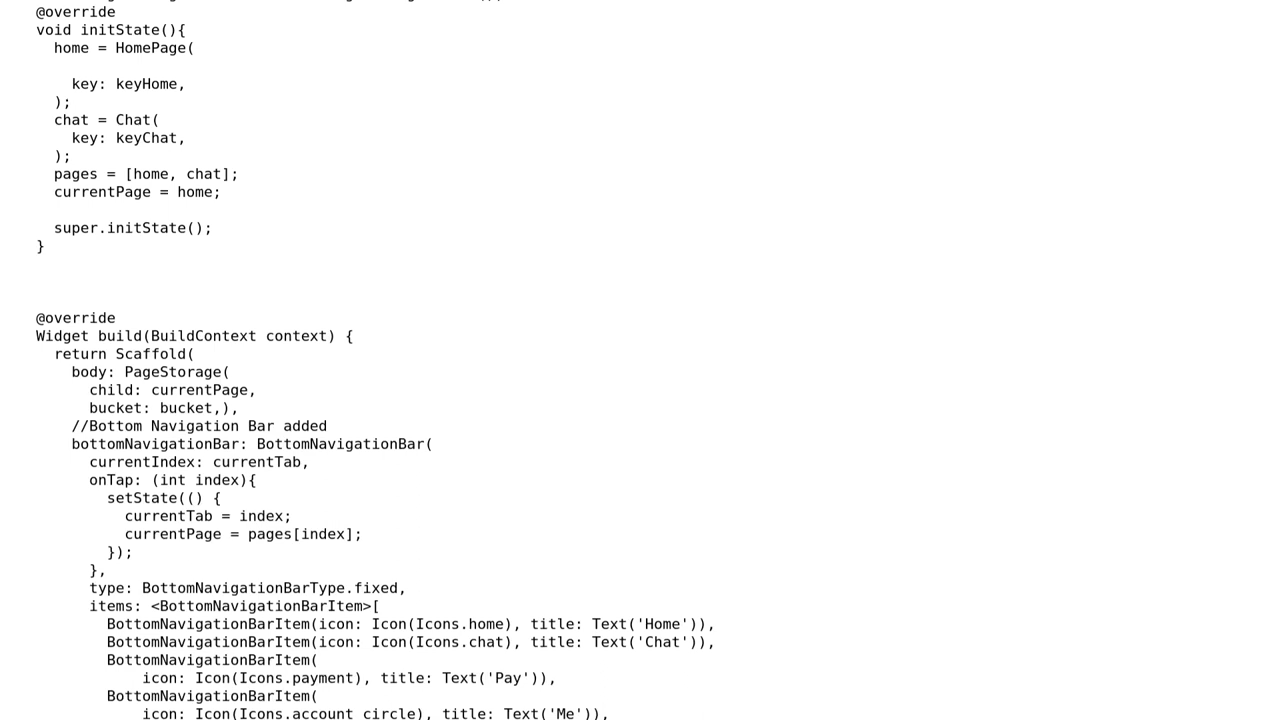 @override
void initState(){
home = HomePage(
key: keyHome,
);
chat = Chat(
key: keyChat,
);
pages = [home, chat];
currentPage = home;
super.initState();
}
@override
Widget build(BuildContext context) {
return Scaffold(
body: PageStorage(
child: currentPage,
bucket: bucket,),
//Bottom Navigation Bar added
bottomNavigationBar: BottomNavigationBar(
currentIndex: currentTab,
onTap: (int index){
setState(() {
currentTab = index;
currentPage = pages[index];
});
},
type: BottomNavigationBarType.fixed,
items: <BottomNavigationBarItem>[
BottomNavigationBarItem(icon: Icon(Icons.home), title: Text('Home')),
BottomNavigationBarItem(icon: Icon(Icons.chat), title: Text('Chat')),
BottomNavigationBarItem(
icon: Icon(Icons.payment), title: Text('Pay')),
BottomNavigationBarItem(
icon: Icon(Icons.account_circle), title: Text('Me')),